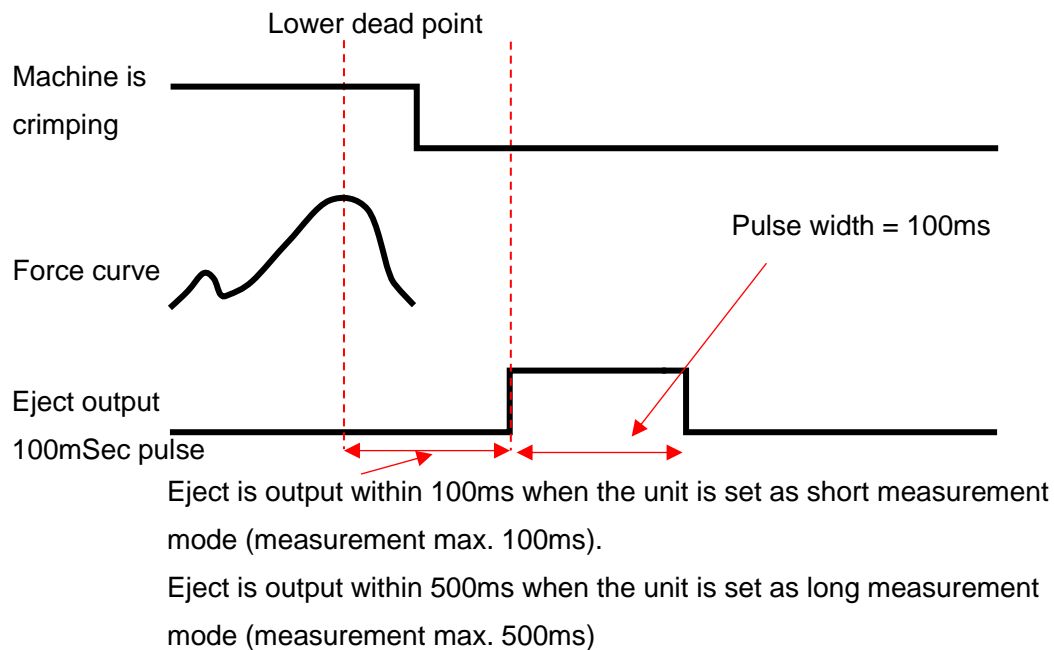 Lower dead point
Machine is
crimping
Force curve
Pulse width = 100ms
Eject output
100mSec pulse
Eject is output within 100ms when the unit is set as short measurement
mode (measurement max. 100ms).
Eject is output within 500ms when the unit is set as long measurement
mode (measurement max. 500ms)